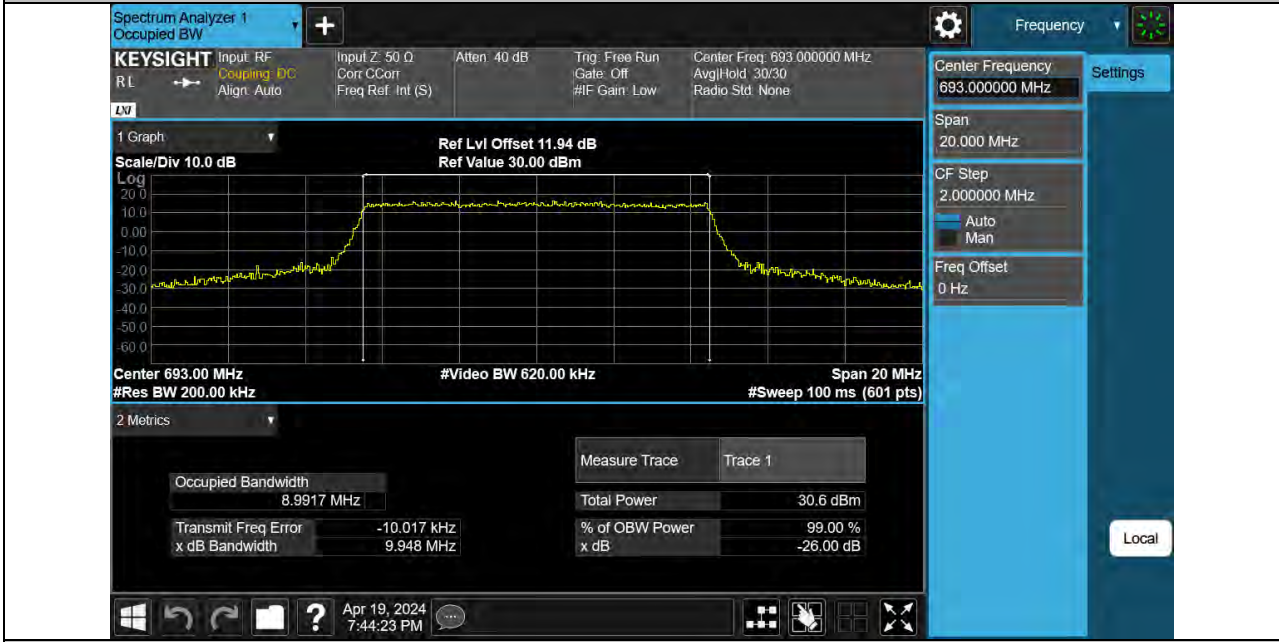 Spectrum Analyzer 1
Occupied BW
+
Frequency
KEYSIGHT
R L
LXI
Input: RF
Coupling: DC
Align: Auto
Input Z: 50 Ω
Corr CCorr
Freq Ref: Int (S)
Atten: 40 dB
Trig: Free Run
Gate: Off
#IF Gain: Low
Center Freq: 693.000000 MHz
Avg|Hold: 30/30
Radio Std: None
Center Frequency
693.000000 MHz
Settings
Span
20.000 MHz
CF Step
2.000000 MHz
Auto
Man
Freq Offset
0 Hz
Local
1 Graph
Scale/Div 10.0 dB
Ref Lvl Offset 11.94 dB
Ref Value 30.00 dBm
Log
20.0
10.0
0.00
-10.0
-20.0
-30.0
-40.0
-50.0
-60.0
Center 693.00 MHz
#Video BW 620.00 kHz
Span 20 MHz
#Res BW 200.00 kHz
#Sweep 100 ms (601 pts)
2 Metrics
Measure Trace Trace 1
Occupied Bandwidth
8.9917 MHz
Total Power 30.6 dBm
Transmit Freq Error -10.017 kHz
% of OBW Power 99.00 %
x dB Bandwidth 9.948 MHz
x dB -26.00 dB
?
Apr 19, 2024
7:44:23 PM